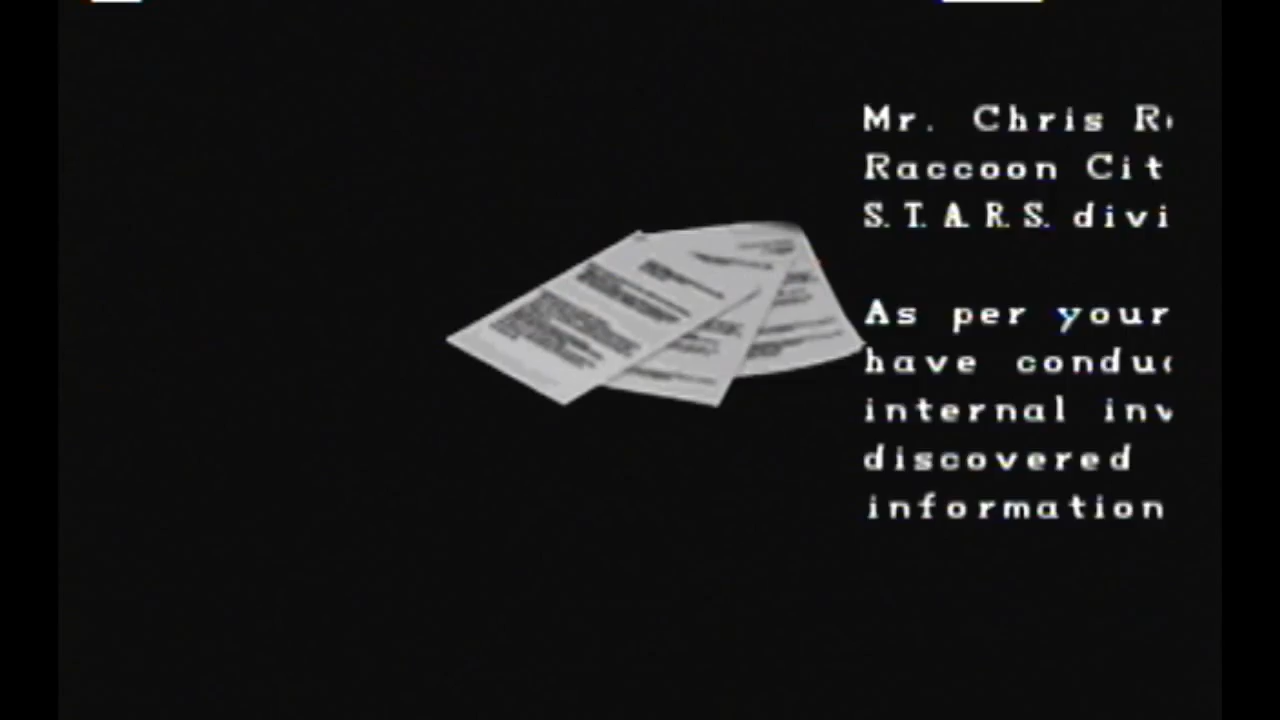 Mr. Chris
Raccoon Cit
S.T.A.R.S. divi

As per your
have condu
internal inv
discovered
information